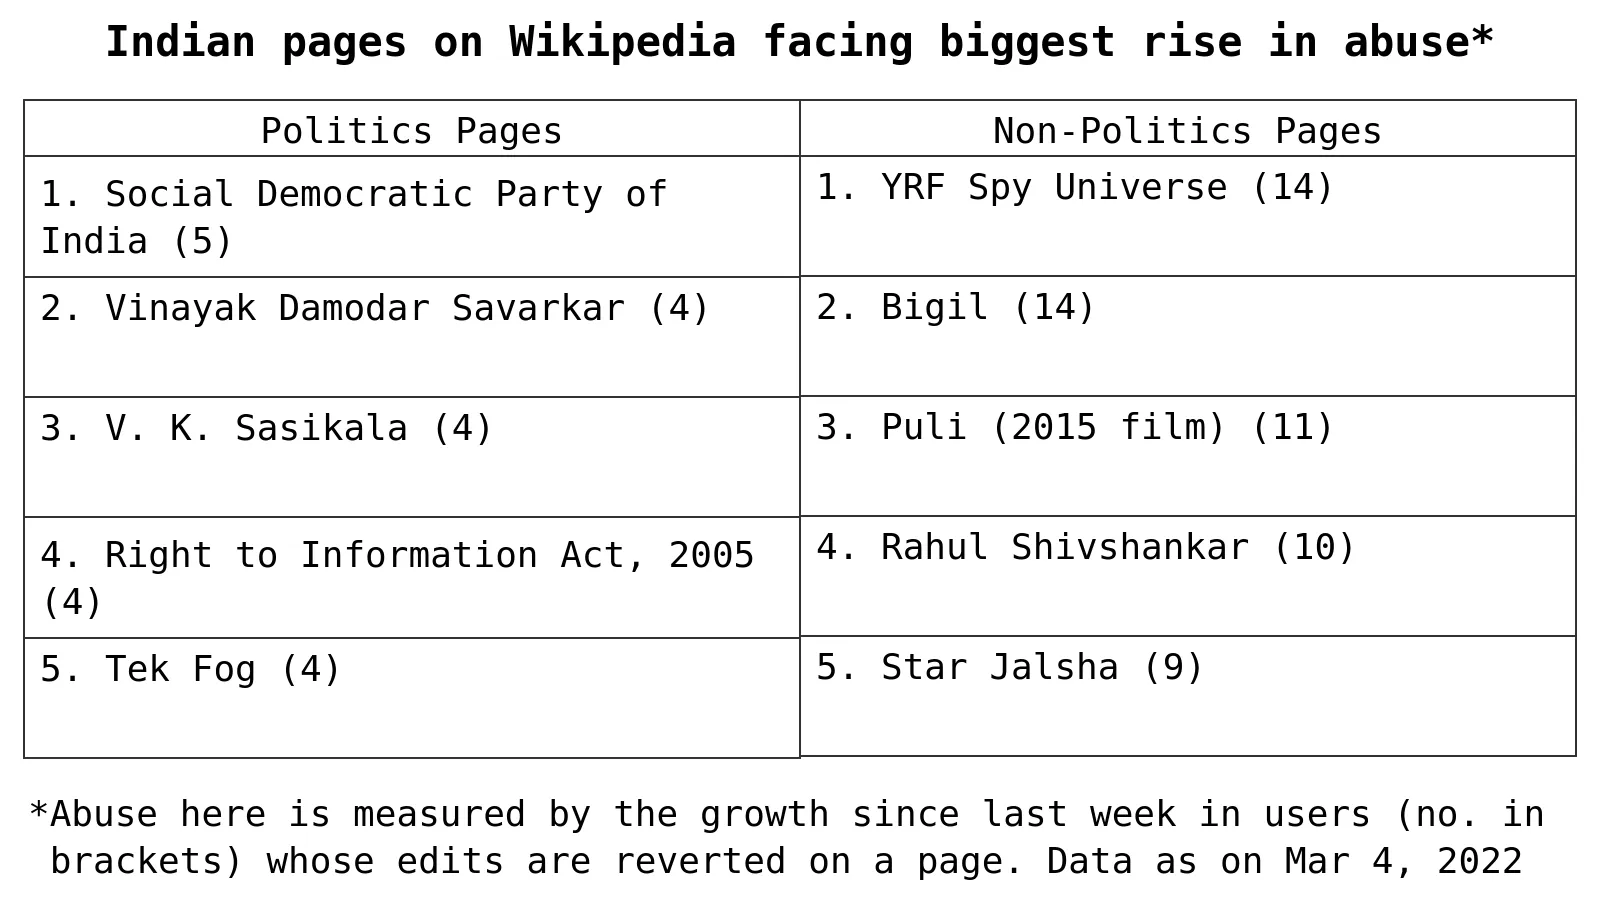 Indian pages on Wikipedia facing biggest rise in abuse*
Politics Pages
1. Social Democratic Party of
India (5)
2. Vinayak Damodar Savarkar (4)
3. V. K. Sasikala (4)
4. Right to Information Act, 2005
(4)
5. Tek Fog (4)
Non-Politics Pages
1. YRF Spy Universe (14)
2. Bigil (14)
3. Puli (2015 film) (11)
4. Rahul Shivshankar (10)
5. Star Jalsha (9)
*Abuse here is measured by the growth since last week in users (no. in
brackets) whose edits are reverted on a page. Data as on Mar 4, 2022